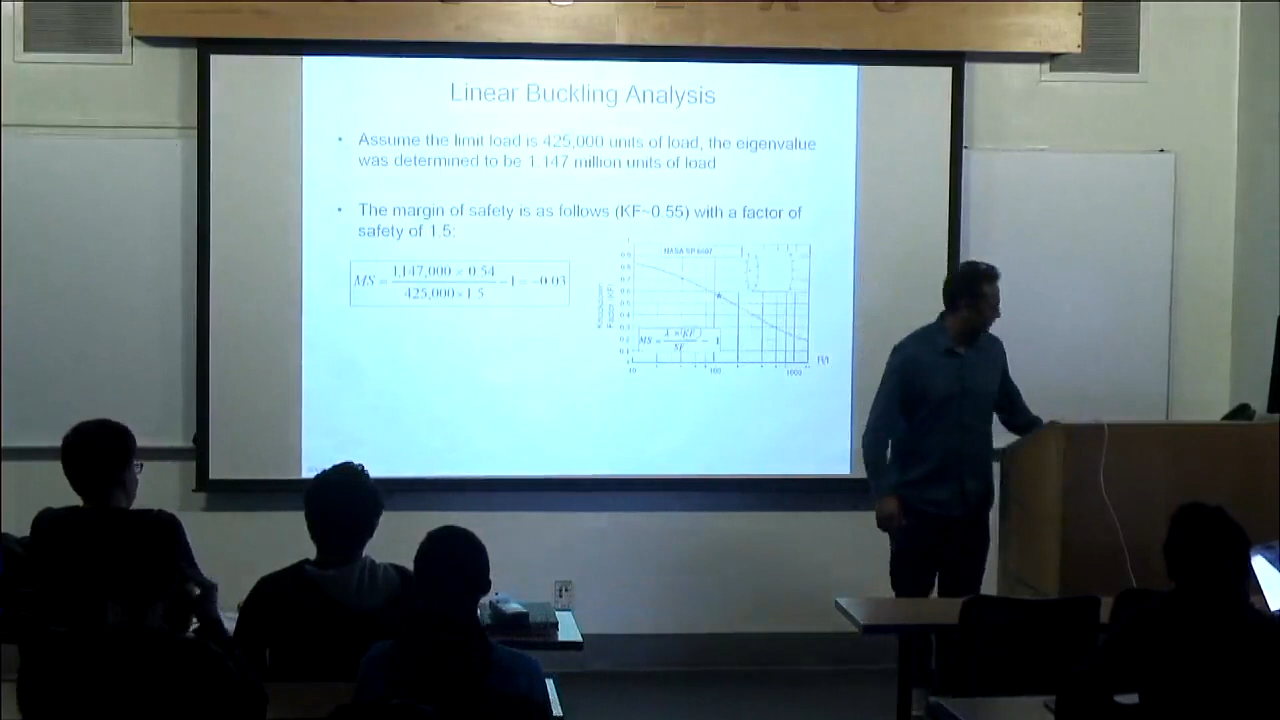 Linear Buckling Analysis
• Assume the limit load is 425,000 units of load, the eigenvalue
was determined to be 1.147 million units of load
• The margin of safety is as follows (KF~0.55) with a factor of
safety of 1.5:
MS = 1,147,000 × 0.54 / 425,000 × 1.5 − 1 = −0.03
Knockdown
Factor (KF)
MS = λ × (KF) / SF − 1
R/t
10 100 1000